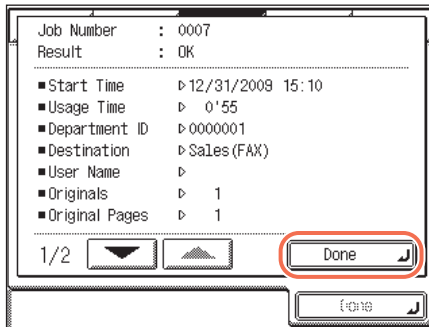 Job Number : 0007
Result : OK
■Start Time ▷12/31/2009 15:10
■Usage Time ▷ 0'55
■Department ID ▷0000001
■Destination ▷Sales(FAX)
■User Name ▷
■Originals ▷ 1
■Original Pages ▷ 1
1/2 Done
Done